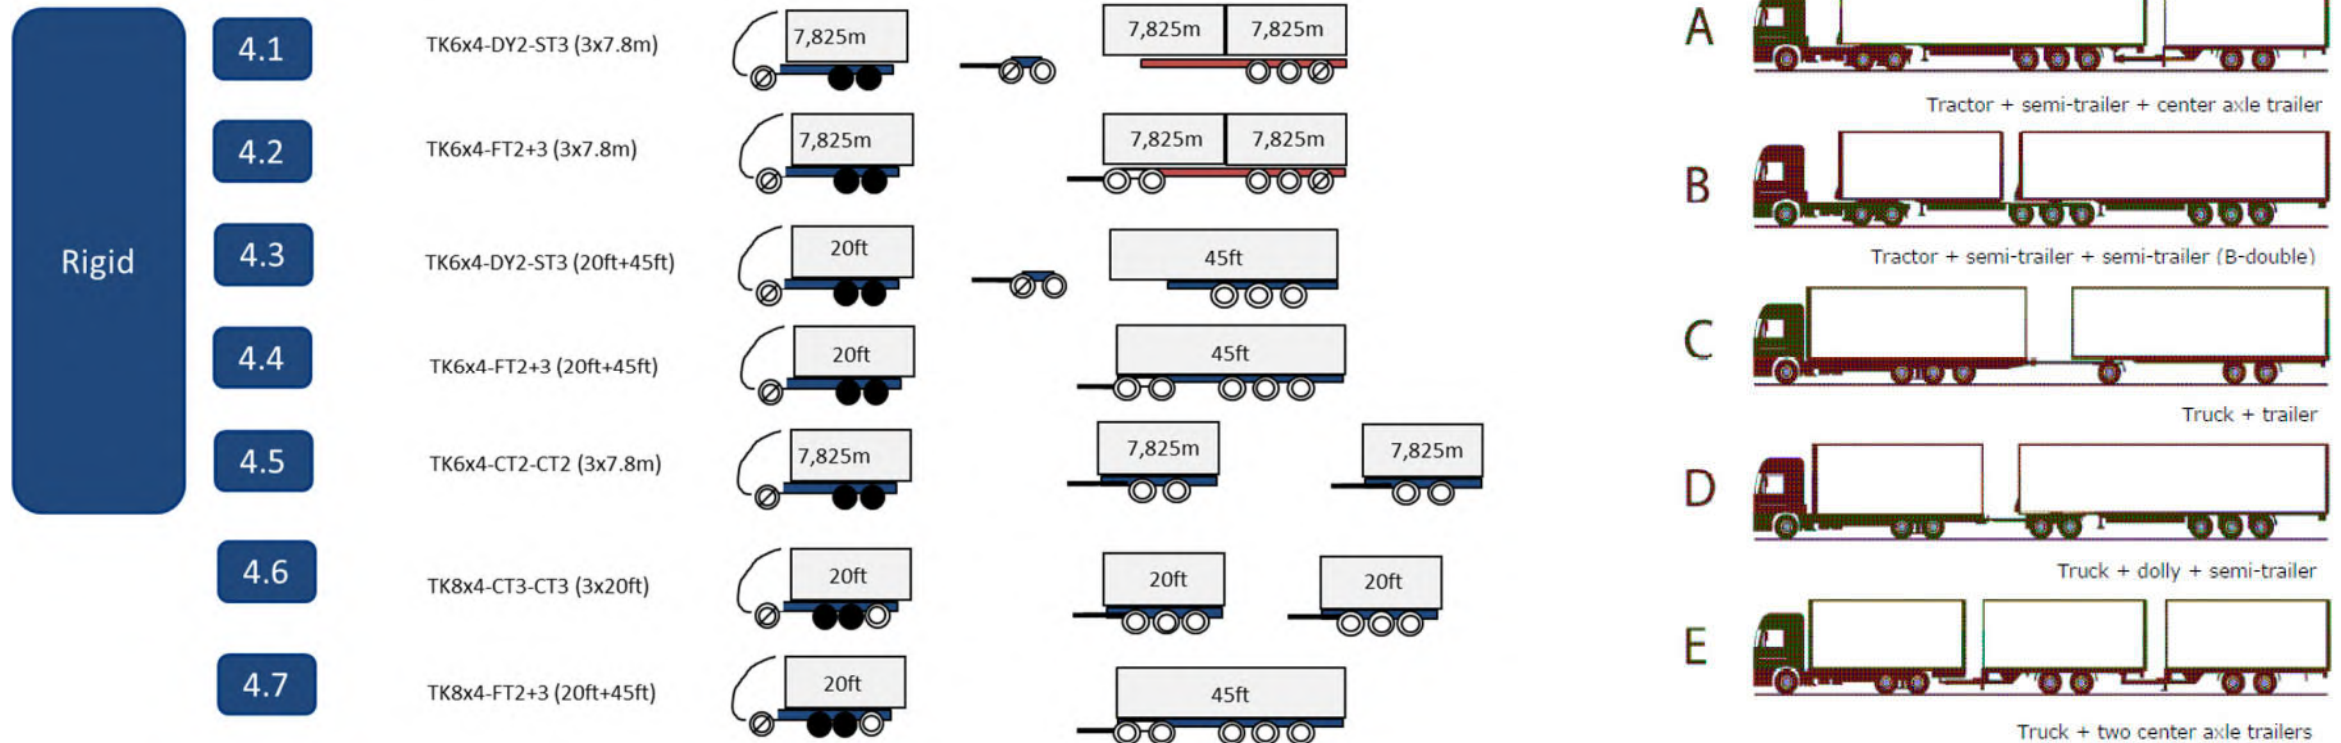 Rigid
4.1
TK6x4-DY2-ST3 (3x7.8m)
7,825m
7,825m
7,825m
4.2
TK6x4-FT2+3 (3x7.8m)
7,825m
7,825m
7,825m
4.3
TK6x4-DY2-ST3 (20ft+45ft)
20ft
45ft
4.4
TK6x4-FT2+3 (20ft+45ft)
20ft
45ft
4.5
TK6x4-CT2-CT2 (3x7.8m)
7,825m
7,825m
7,825m
4.6
TK8x4-CT3-CT3 (3x20ft)
20ft
20ft
20ft
4.7
TK8x4-FT2+3 (20ft+45ft)
20ft
45ft
A
Tractor + semi-trailer + center axle trailer
B
Tractor + semi-trailer + semi-trailer (B-double)
C
Truck + trailer
D
Truck + dolly + semi-trailer
E
Truck + two center axle trailers